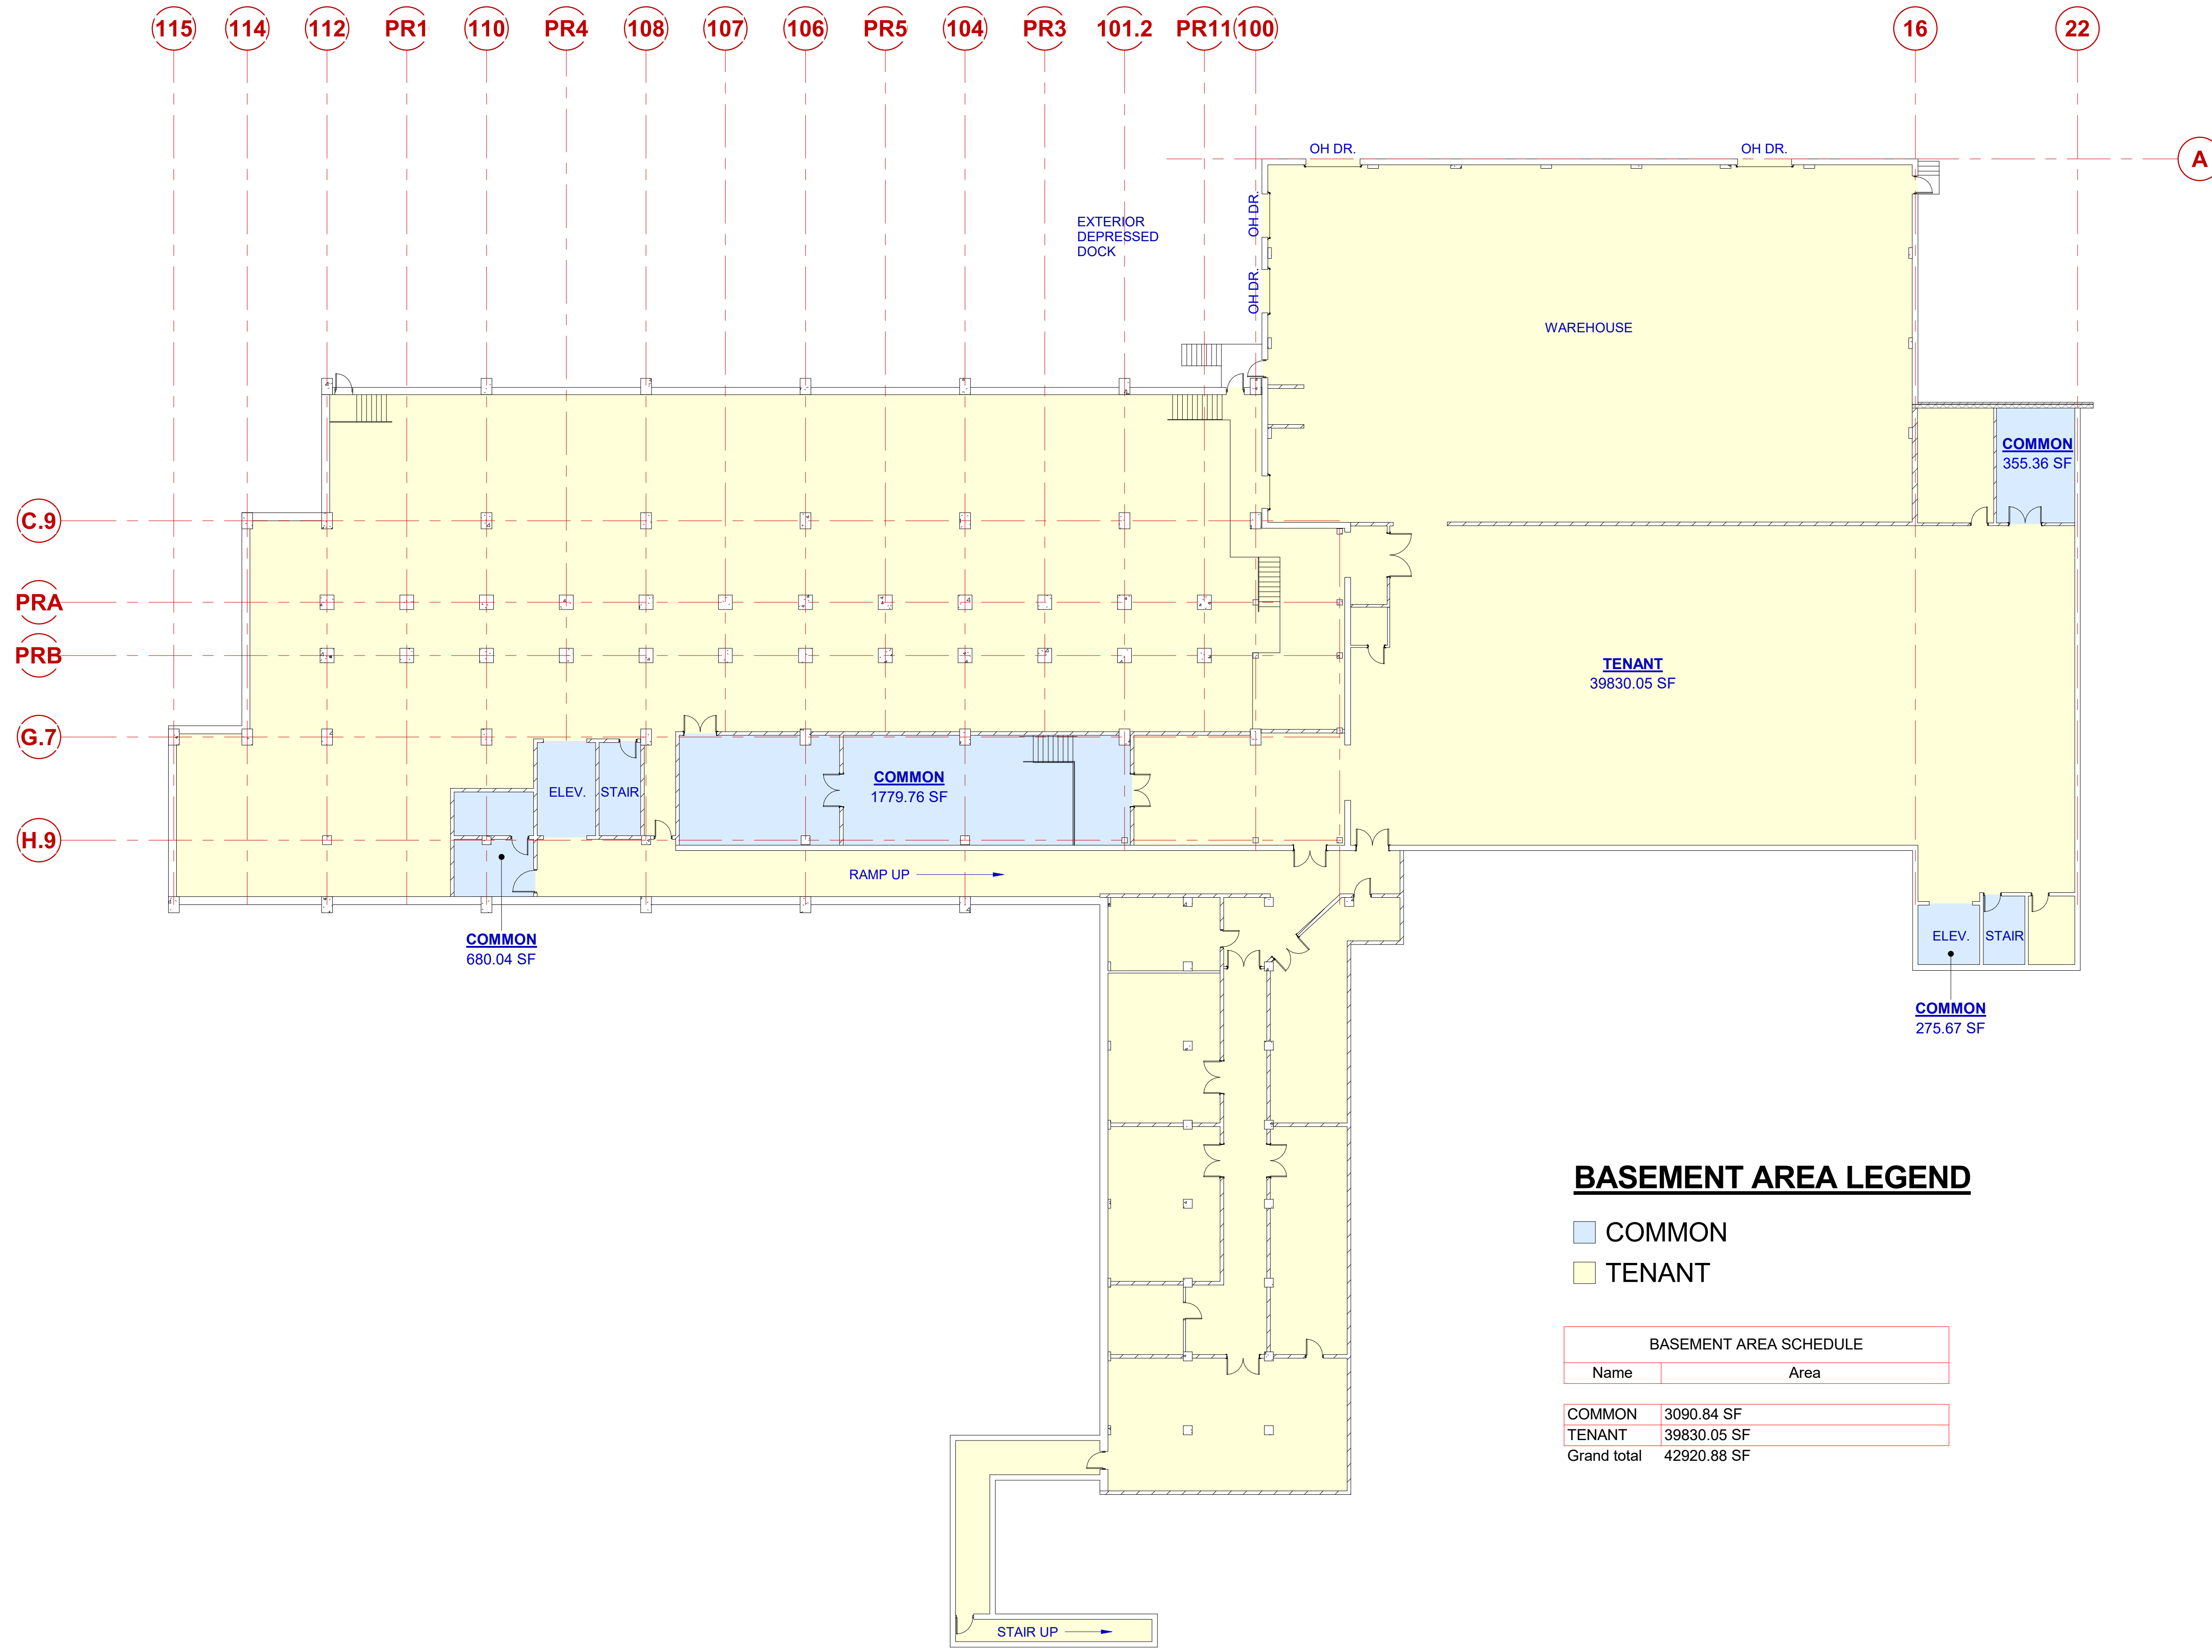 115 114 112 PR1 110 PR4 108 107 106 PR5 104 PR3 101.2 PR11 100 16 22
OH DR.
OH DR.
A
OH DR.
EXTERIOR
DEPRESSED
DOCK
OH DR.
WAREHOUSE
COMMON
355.36 SF
C.9
PRA
PRB
TENANT
39830.05 SF
G.7
COMMON
1779.76 SF
ELEV.
STAIR
H.9
RAMP UP
COMMON
680.04 SF
ELEV.
STAIR
COMMON
275.67 SF
BASEMENT AREA LEGEND
COMMON
TENANT
BASEMENT AREA SCHEDULE
Name Area
COMMON 3090.84 SF
TENANT 39830.05 SF
Grand total 42920.88 SF
STAIR UP